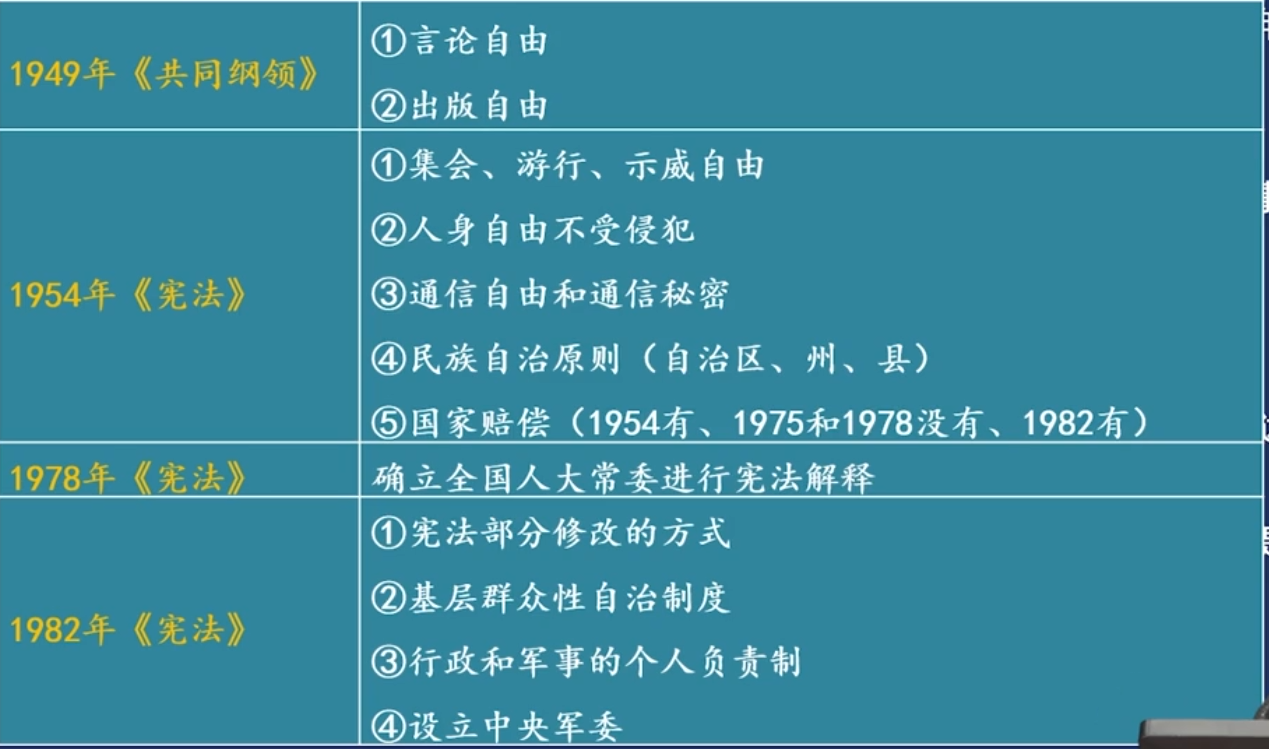 1949年《共同纲领》
①言论自由
②出版自由
1954年《宪法》
①集会、游行、示威自由
②人身自由不受侵犯
③通信自由和通信秘密
④民族自治原则（自治区、州、县）
⑤国家赔偿（1954有、1975和1978没有、1982有）
1978年《宪法》
确立全国人大常委进行宪法解释
1982年《宪法》
①宪法部分修改的方式
②基层群众性自治制度
③行政和军事的个人负责制
④设立中央军委